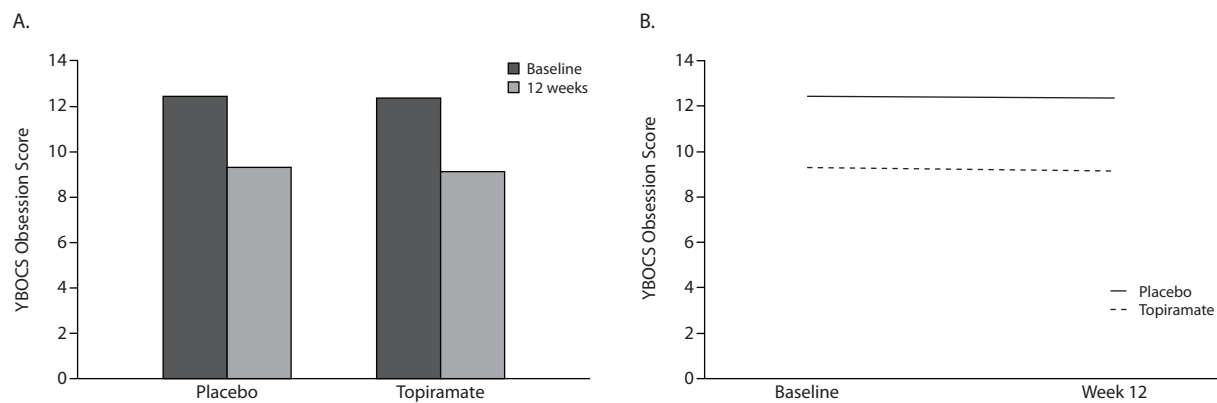 A.
YBOCS Obsession Score
14
12
10
8
6
4
2
0
Baseline
12 weeks
Placebo
Topiramate
B.
YBOCS Obsession Score
14
12
10
8
6
4
2
0
Placebo
Topiramate
Baseline
Week 12